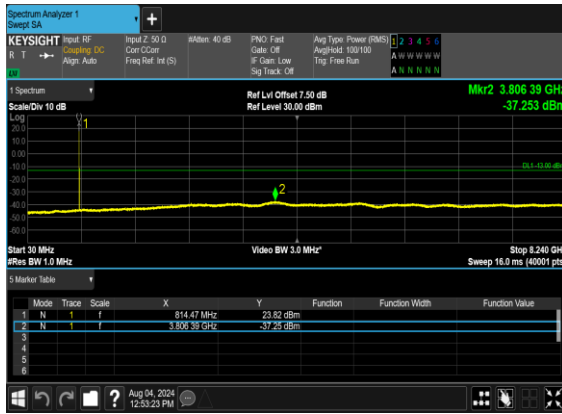 Spectrum Analyzer 1
Swept SA
KEYSIGHT Input: RF Input Z: 50 Ω #Atten: 40 dB PNO: Fast Avg Type: Power (RMS) 1 2 3 4 5 6
R T Coupling: DC Corr CCorr Gate: Off Avg|Hold: 100/100 A W W W W W
Align: Auto Freq Ref: Int (S) IF Gain: Low Trig: Free Run
LW Sig Track: Off A N N N N N
1 Spectrum Ref Lvl Offset 7.50 dB Mkr2 3.806 39 GHz
Scale/Div 10 dB Ref Level 30.00 dBm -37.253 dBm
Log
20.0
10.0
0.00
-10.0
-20.0
-30.0
-40.0
-50.0
-60.0
1
DL1 -13.00 dBm
2
Start 30 MHz Video BW 3.0 MHz* Stop 8.240 GHz
#Res BW 1.0 MHz Sweep 16.0 ms (40001 pts)
5 Marker Table
Mode Trace Scale X Y Function Function Width Function Value
1 N 1 f 814.47 MHz 23.82 dBm
2 N 1 f 3.806 39 GHz -37.25 dBm
3
4
5
6
? Aug 04, 2024
12:53:23 PM